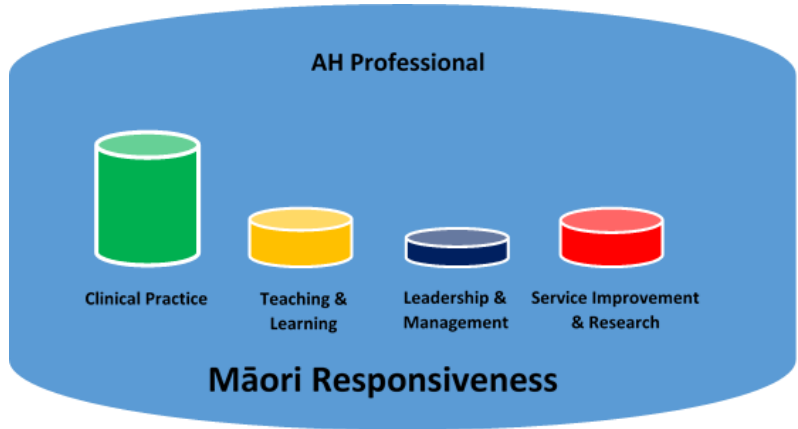 AH Professional
Clinical Practice
Teaching &
Learning
Leadership &
Management
Service Improvement
& Research
Māori Responsiveness